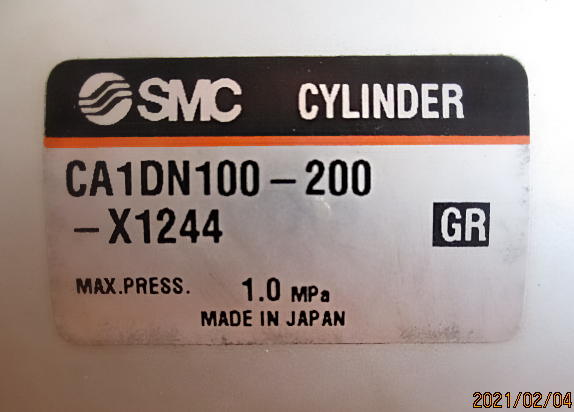 SMC CYLINDER
CA1DN100-200
-X1244
GR
MAX.PRESS. 1.0 MPa
MADE IN JAPAN
2021/02/04